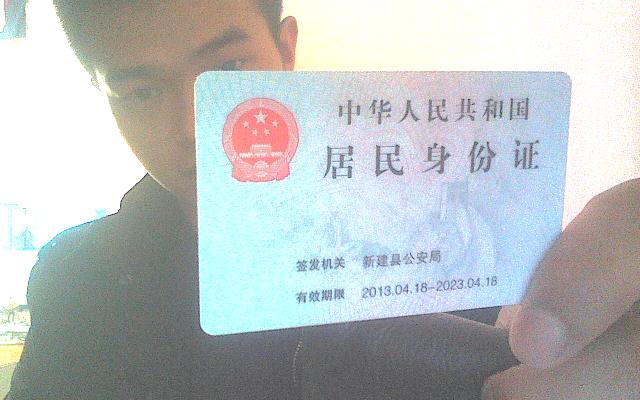 中华人民共和国
居民身份证
签发机关 新建县公安局
有效期限 2013.04.18-2023.04.18